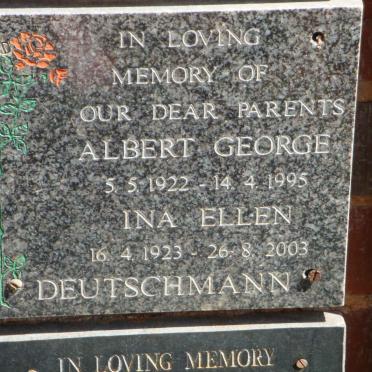 IN LOVING
MEMORY OF
OUR DEAR PARENTS
ALBERT GEORGE
5.5.1922 - 14.4.1995
INA ELLEN
16.4.1923 - 26.8.2003
DEUTSCHMANN
IN LOVING MEMORY